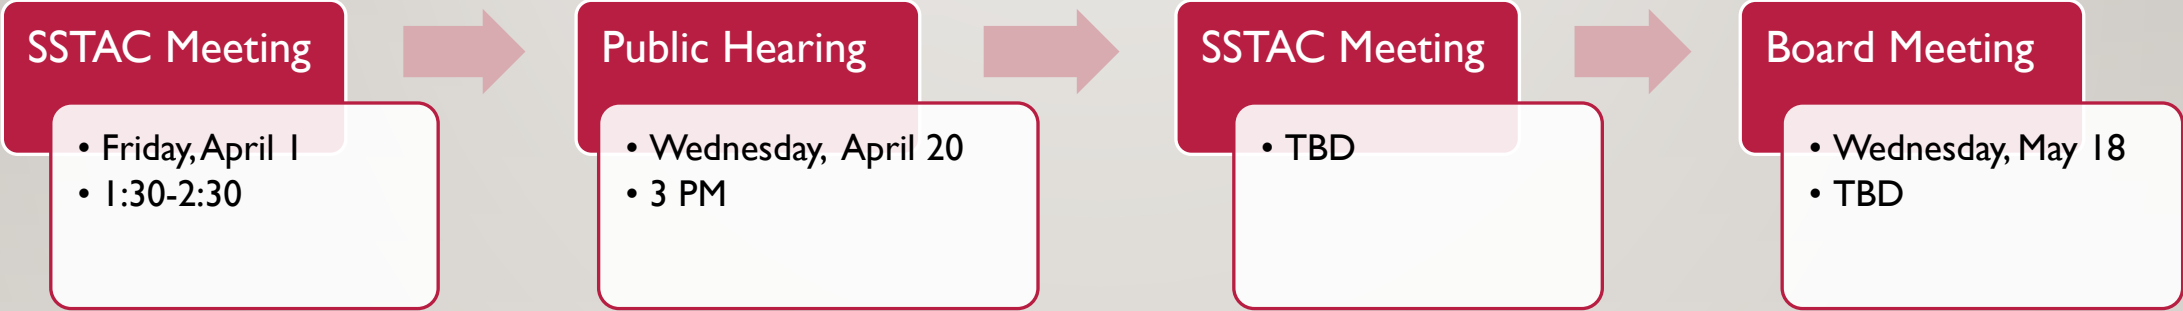 SSTAC Meeting
• Friday, April 1
• 1:30-2:30
Public Hearing
• Wednesday, April 20
• 3 PM
SSTAC Meeting
• TBD
Board Meeting
• Wednesday, May 18
• TBD